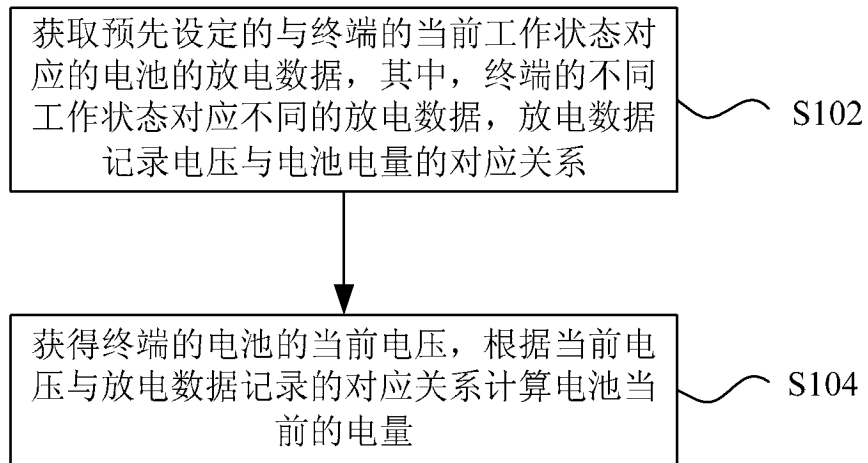 获取预先设定的与终端的当前工作状态对
应的电池的放电数据，其中，终端的不同
工作状态对应不同的放电数据，放电数据
记录电压与电池电量的对应关系
S102
获得终端的电池的当前电压，根据当前电
压与放电数据记录的对应关系计算电池当
前的电量
S104